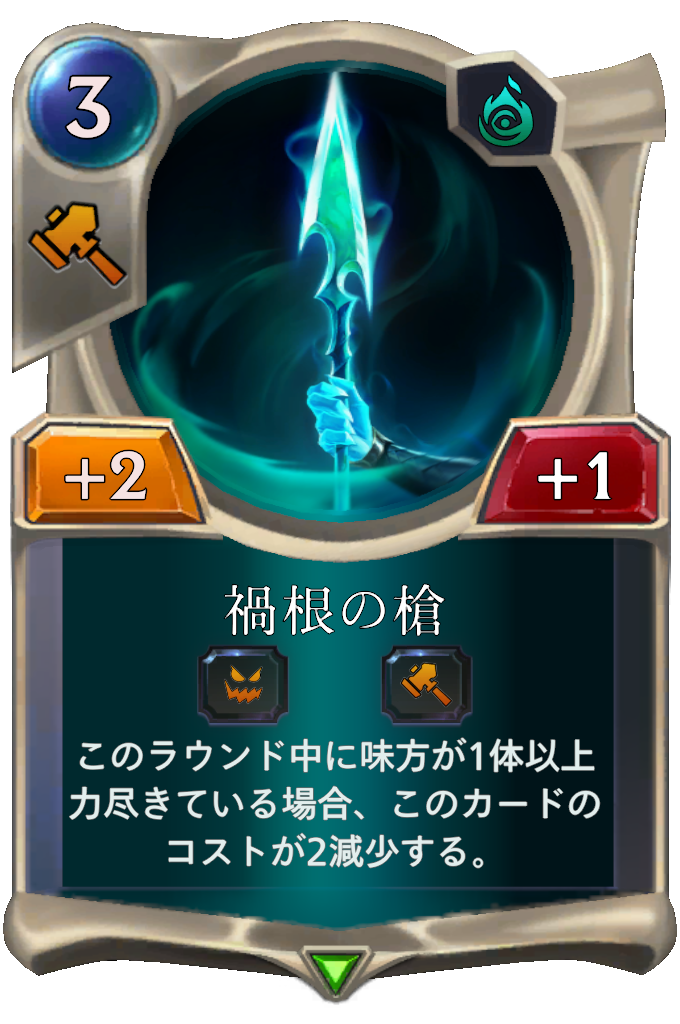 3
+2
+1
禍根の槍
このラウンド中に味方が1体以上
力尽きている場合、このカードの
コストが2減少する。